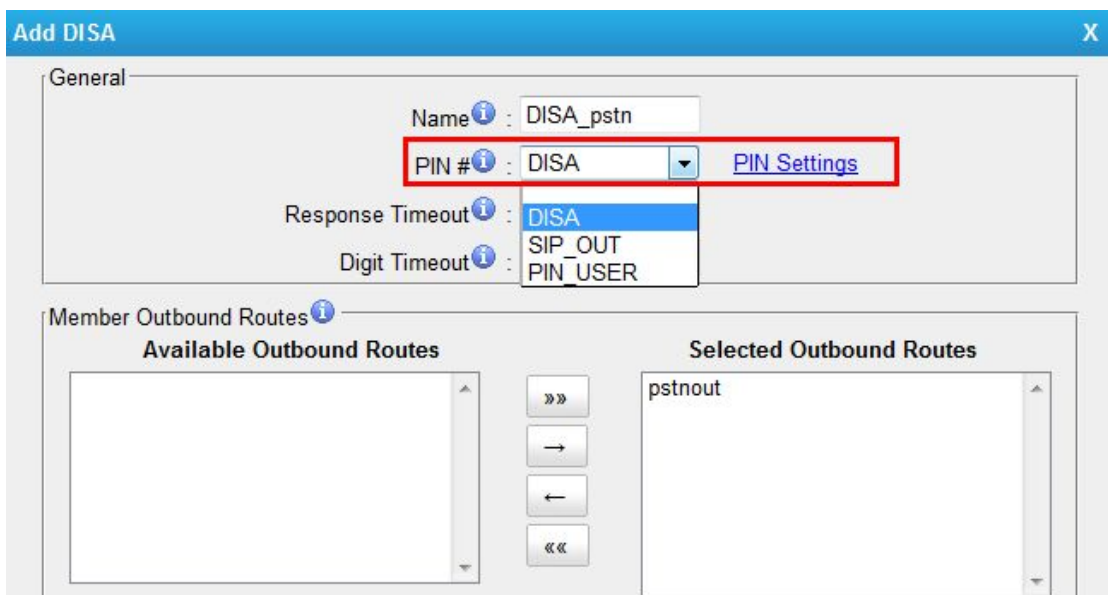 Add DISA X
General
Name : DISA_pstn
PIN # : DISA PIN Settings
Response Timeout :
DISA
SIP_OUT
Digit Timeout :
PIN_USER
Member Outbound Routes
Available Outbound Routes Selected Outbound Routes
»» pstnout
→
←
««